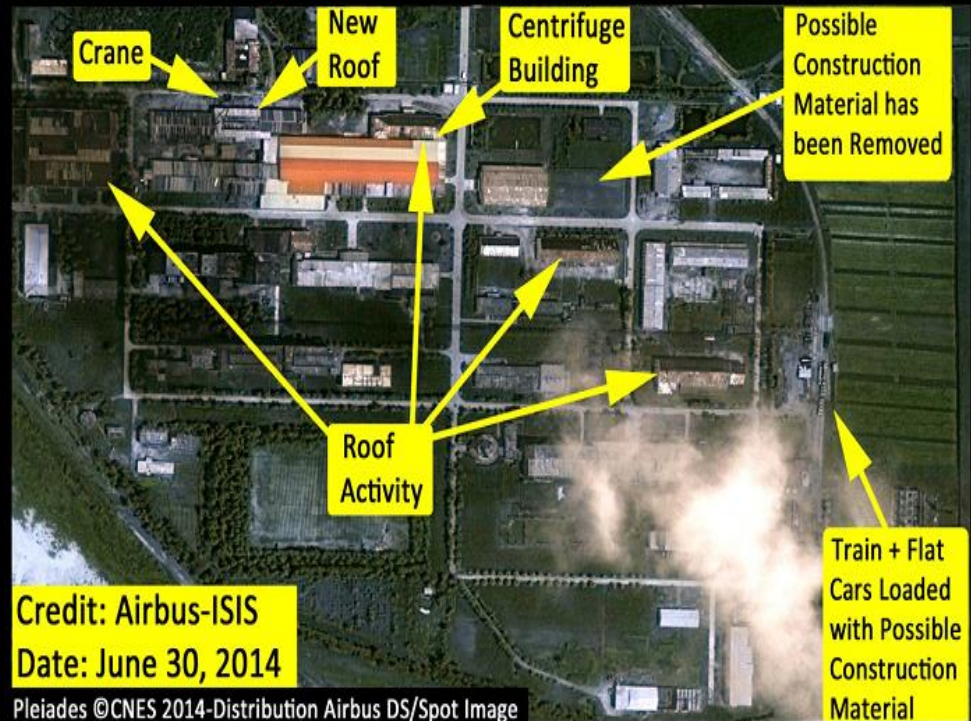 Crane
New
Roof
Centrifuge
Building
Possible
Construction
Material has
been Removed
Roof
Activity
Train + Flat
Cars Loaded
with Possible
Construction
Material
Credit: Airbus-ISIS
Date: June 30, 2014
Pleiades ©CNES 2014-Distribution Airbus DS/Spot Image